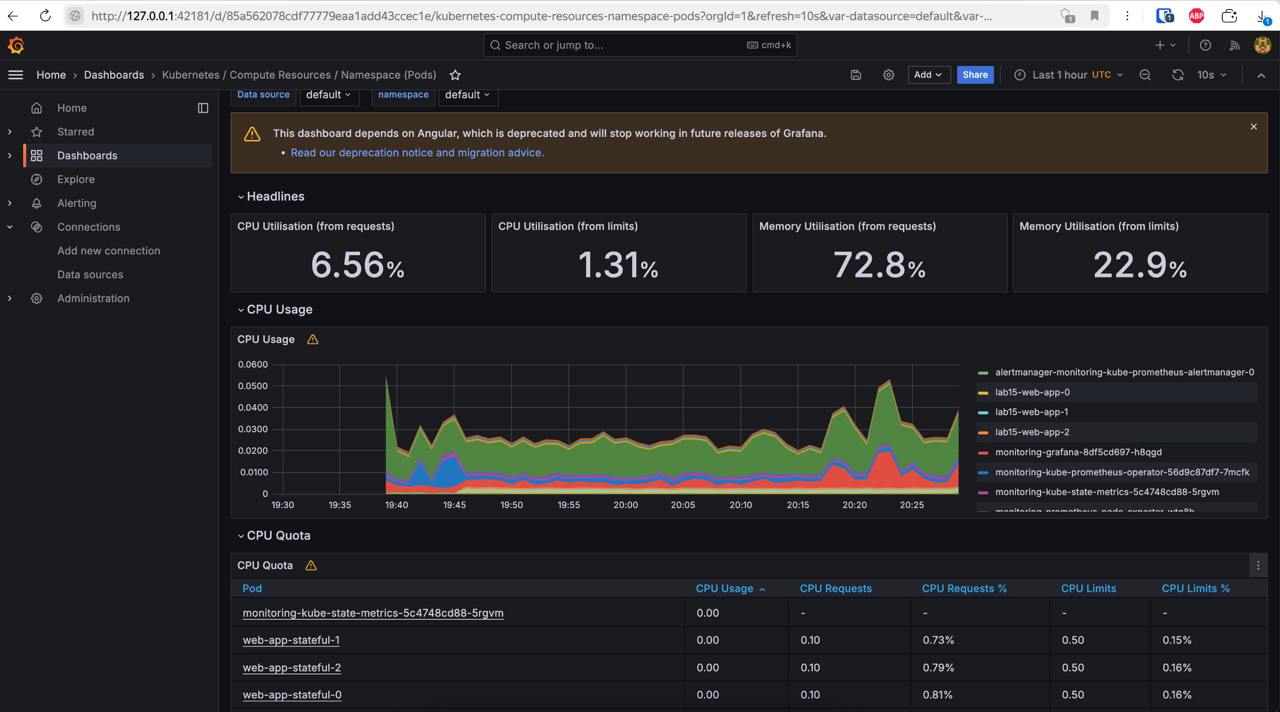 http://127.0.0.1:42181/d/85a562078cdf77779eaa1add43ccec1e/kubernetes-compute-resources-namespace-pods?orgId=1&refresh=10s&var-datasource=default&var-...
1
1
ABP
1
Search or jump to...
cmd+k
Home > Dashboards > Kubernetes / Compute Resources / Namespace (Pods)
Add
Share
Last 1 hour UTC
10s
Home
Starred
Dashboards
Explore
Alerting
Connections
Add new connection
Data sources
Administration
Data source default namespace default
This dashboard depends on Angular, which is deprecated and will stop working in future releases of Grafana.
• Read our deprecation notice and migration advice.
Headlines
CPU Utilisation (from requests)
6.56%
CPU Utilisation (from limits)
1.31%
Memory Utilisation (from requests)
72.8%
Memory Utilisation (from limits)
22.9%
CPU Usage
CPU Usage
0.0600
0.0500
0.0400
0.0300
0.0200
0.0100
0
19:30 19:35 19:40 19:45 19:50 19:55 20:00 20:05 20:10 20:15 20:20 20:25
alertmanager-monitoring-kube-prometheus-alertmanager-0
lab15-web-app-0
lab15-web-app-1
lab15-web-app-2
monitoring-grafana-8df5cd697-h8qgd
monitoring-kube-prometheus-operator-56d9c87df7-7mcfk
monitoring-kube-state-metrics-5c4748cd88-5rgvm
CPU Quota
CPU Quota
Pod CPU Usage CPU Requests CPU Requests % CPU Limits CPU Limits %
monitoring-kube-state-metrics-5c4748cd88-5rgvm 0.00 - - - -
web-app-stateful-1 0.00 0.10 0.73% 0.50 0.15%
web-app-stateful-2 0.00 0.10 0.79% 0.50 0.16%
web-app-stateful-0 0.00 0.10 0.81% 0.50 0.16%